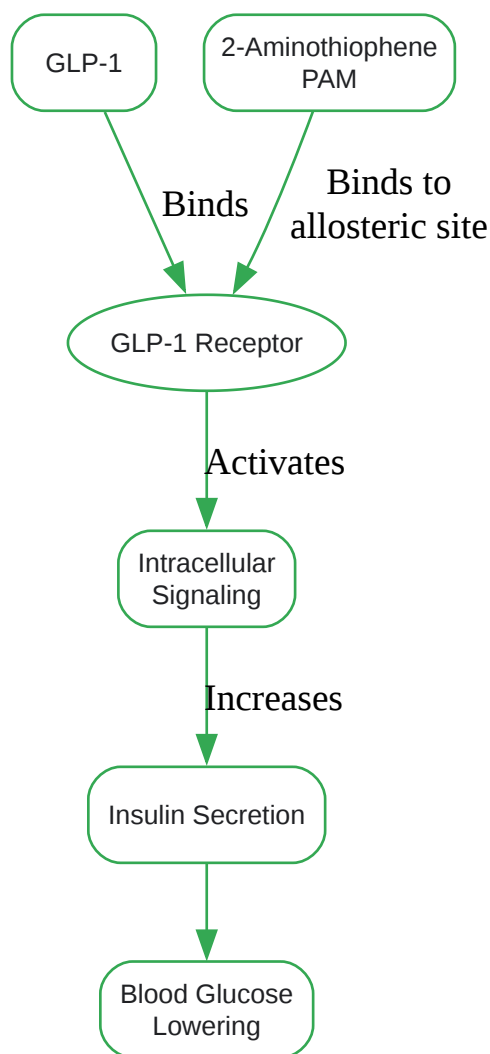 GLP-1
2-Aminothiophene
PAM
Binds
Binds to
allosteric site
GLP-1 Receptor
Activates
Intracellular
Signaling
Increases
Insulin Secretion
Blood Glucose
Lowering